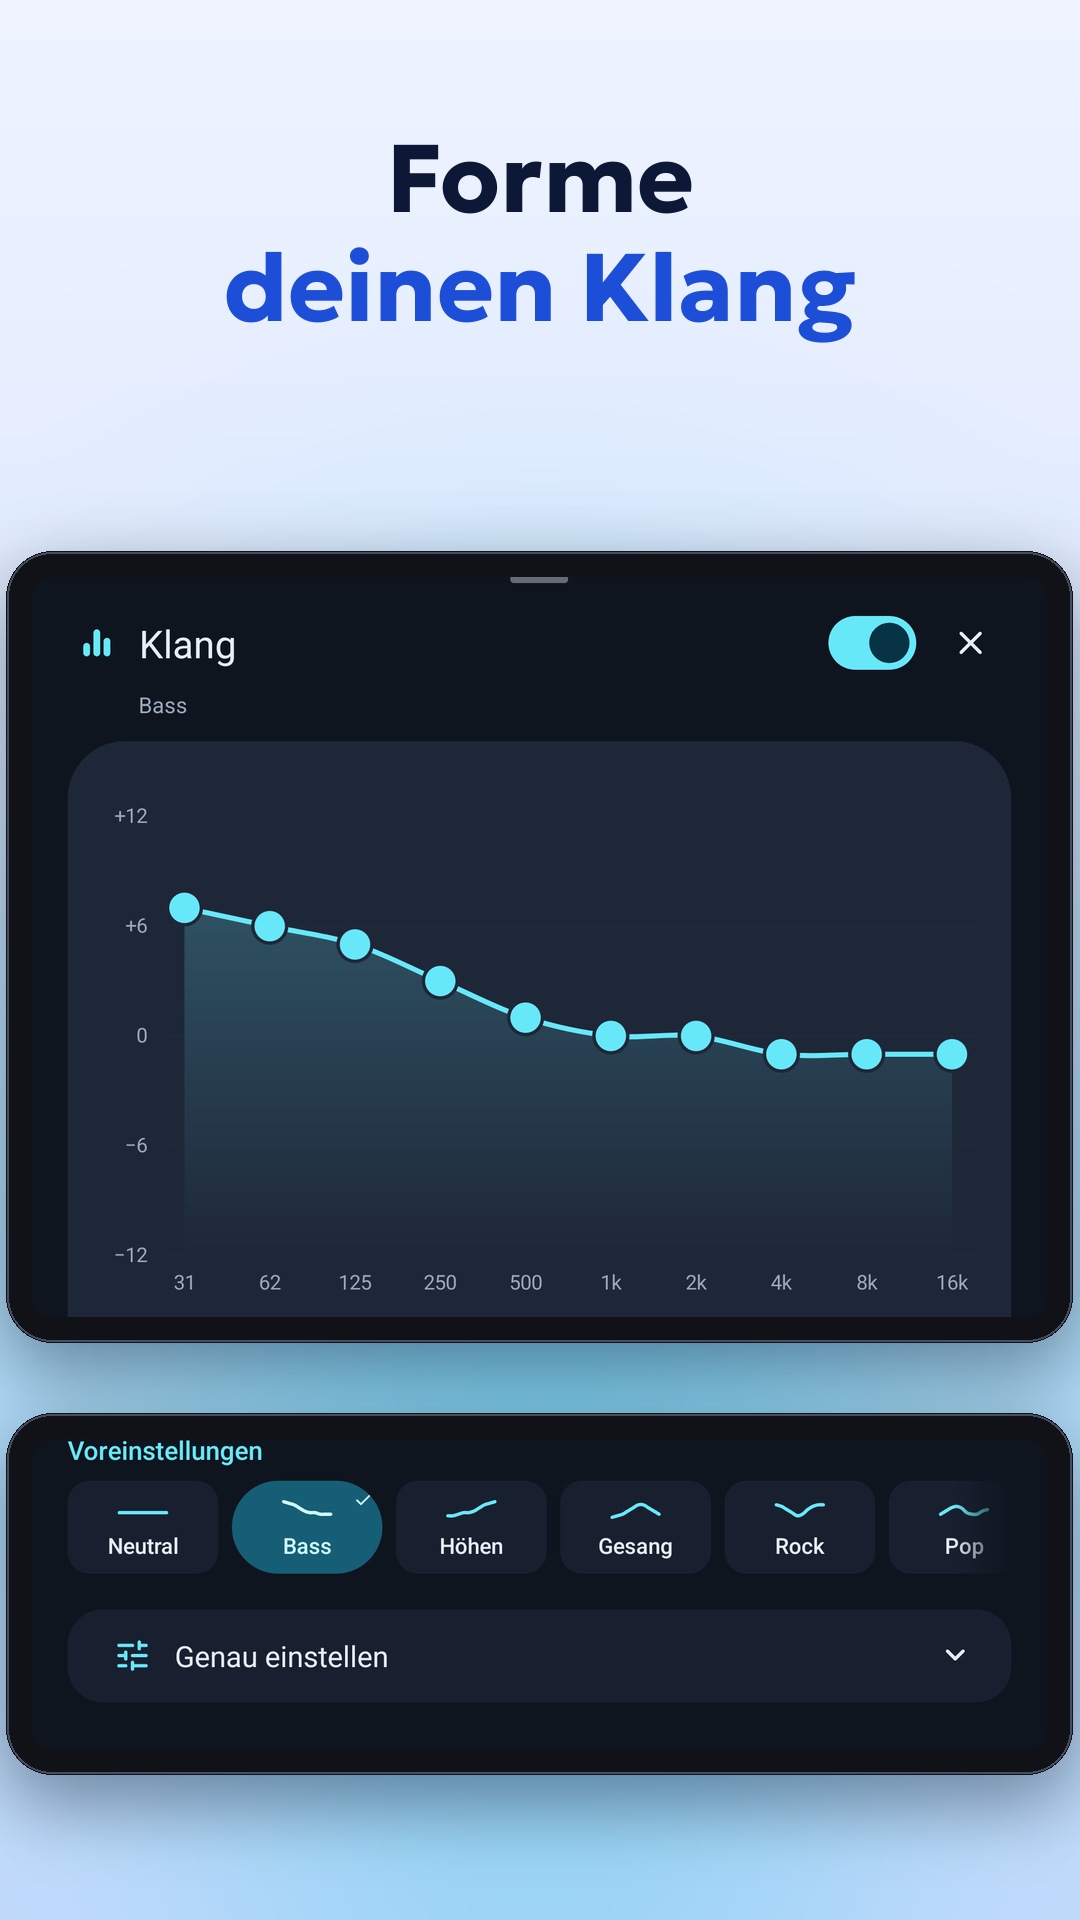 Forme
deinen Klang
Klang
Bass
+12
+6
0
−6
−12
31 62 125 250 500 1k 2k 4k 8k 16k
Voreinstellungen
Neutral Bass Höhen Gesang Rock Pop
Genau einstellen